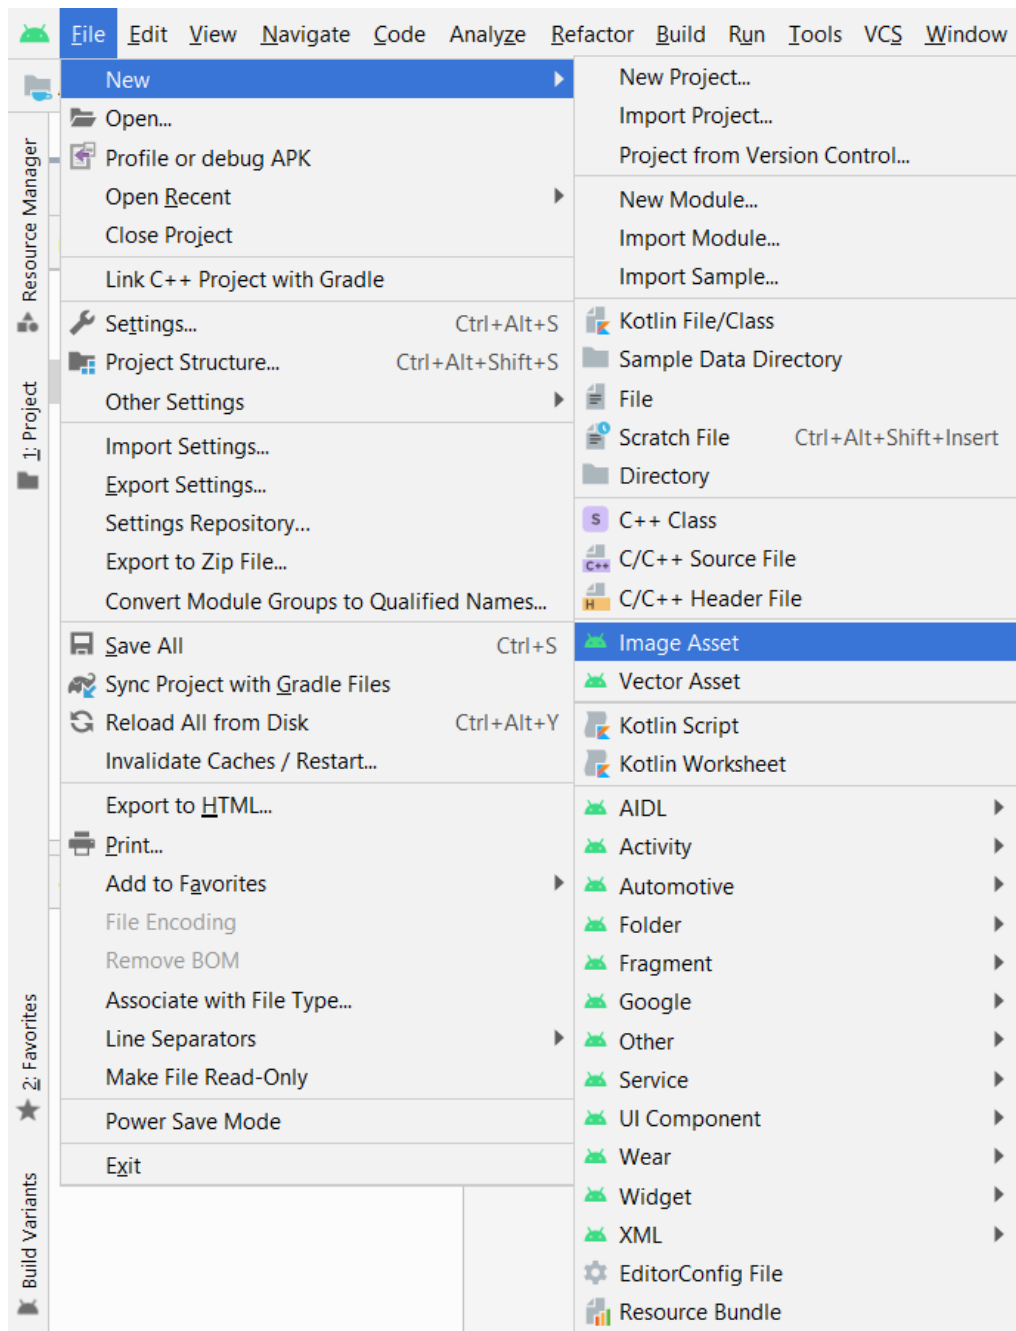 File Edit View Navigate Code Analyze Refactor Build Run Tools VCS Window
New
Open...
Profile or debug APK
Open Recent
Close Project
Link C++ Project with Gradle
Settings... Ctrl+Alt+S
Project Structure... Ctrl+Alt+Shift+S
Other Settings
Import Settings...
Export Settings...
Settings Repository...
Export to Zip File...
Convert Module Groups to Qualified Names...
Save All Ctrl+S
Sync Project with Gradle Files
Reload All from Disk Ctrl+Alt+Y
Invalidate Caches / Restart...
Export to HTML...
Print...
Add to Favorites
File Encoding
Remove BOM
Associate with File Type...
Line Separators
Make File Read-Only
Power Save Mode
Exit
New Project...
Import Project...
Project from Version Control...
New Module...
Import Module...
Import Sample...
Kotlin File/Class
Sample Data Directory
File
Scratch File Ctrl+Alt+Shift+Insert
Directory
S C++ Class
C++ C/C++ Source File
H C/C++ Header File
Image Asset
Vector Asset
Kotlin Script
Kotlin Worksheet
AIDL
Activity
Automotive
Folder
Fragment
Google
Other
Service
UI Component
Wear
Widget
XML
EditorConfig File
Resource Bundle
Resource Manager
1: Project
2: Favorites
Build Variants